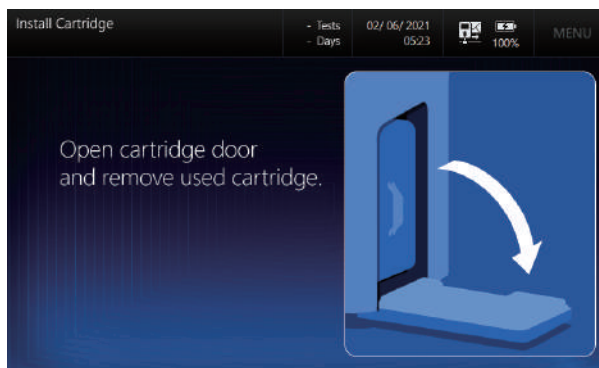 Install Cartridge
- Tests
- Days
02/ 06/ 2021
05:23
100%
MENU
Open cartridge door
and remove used cartridge.